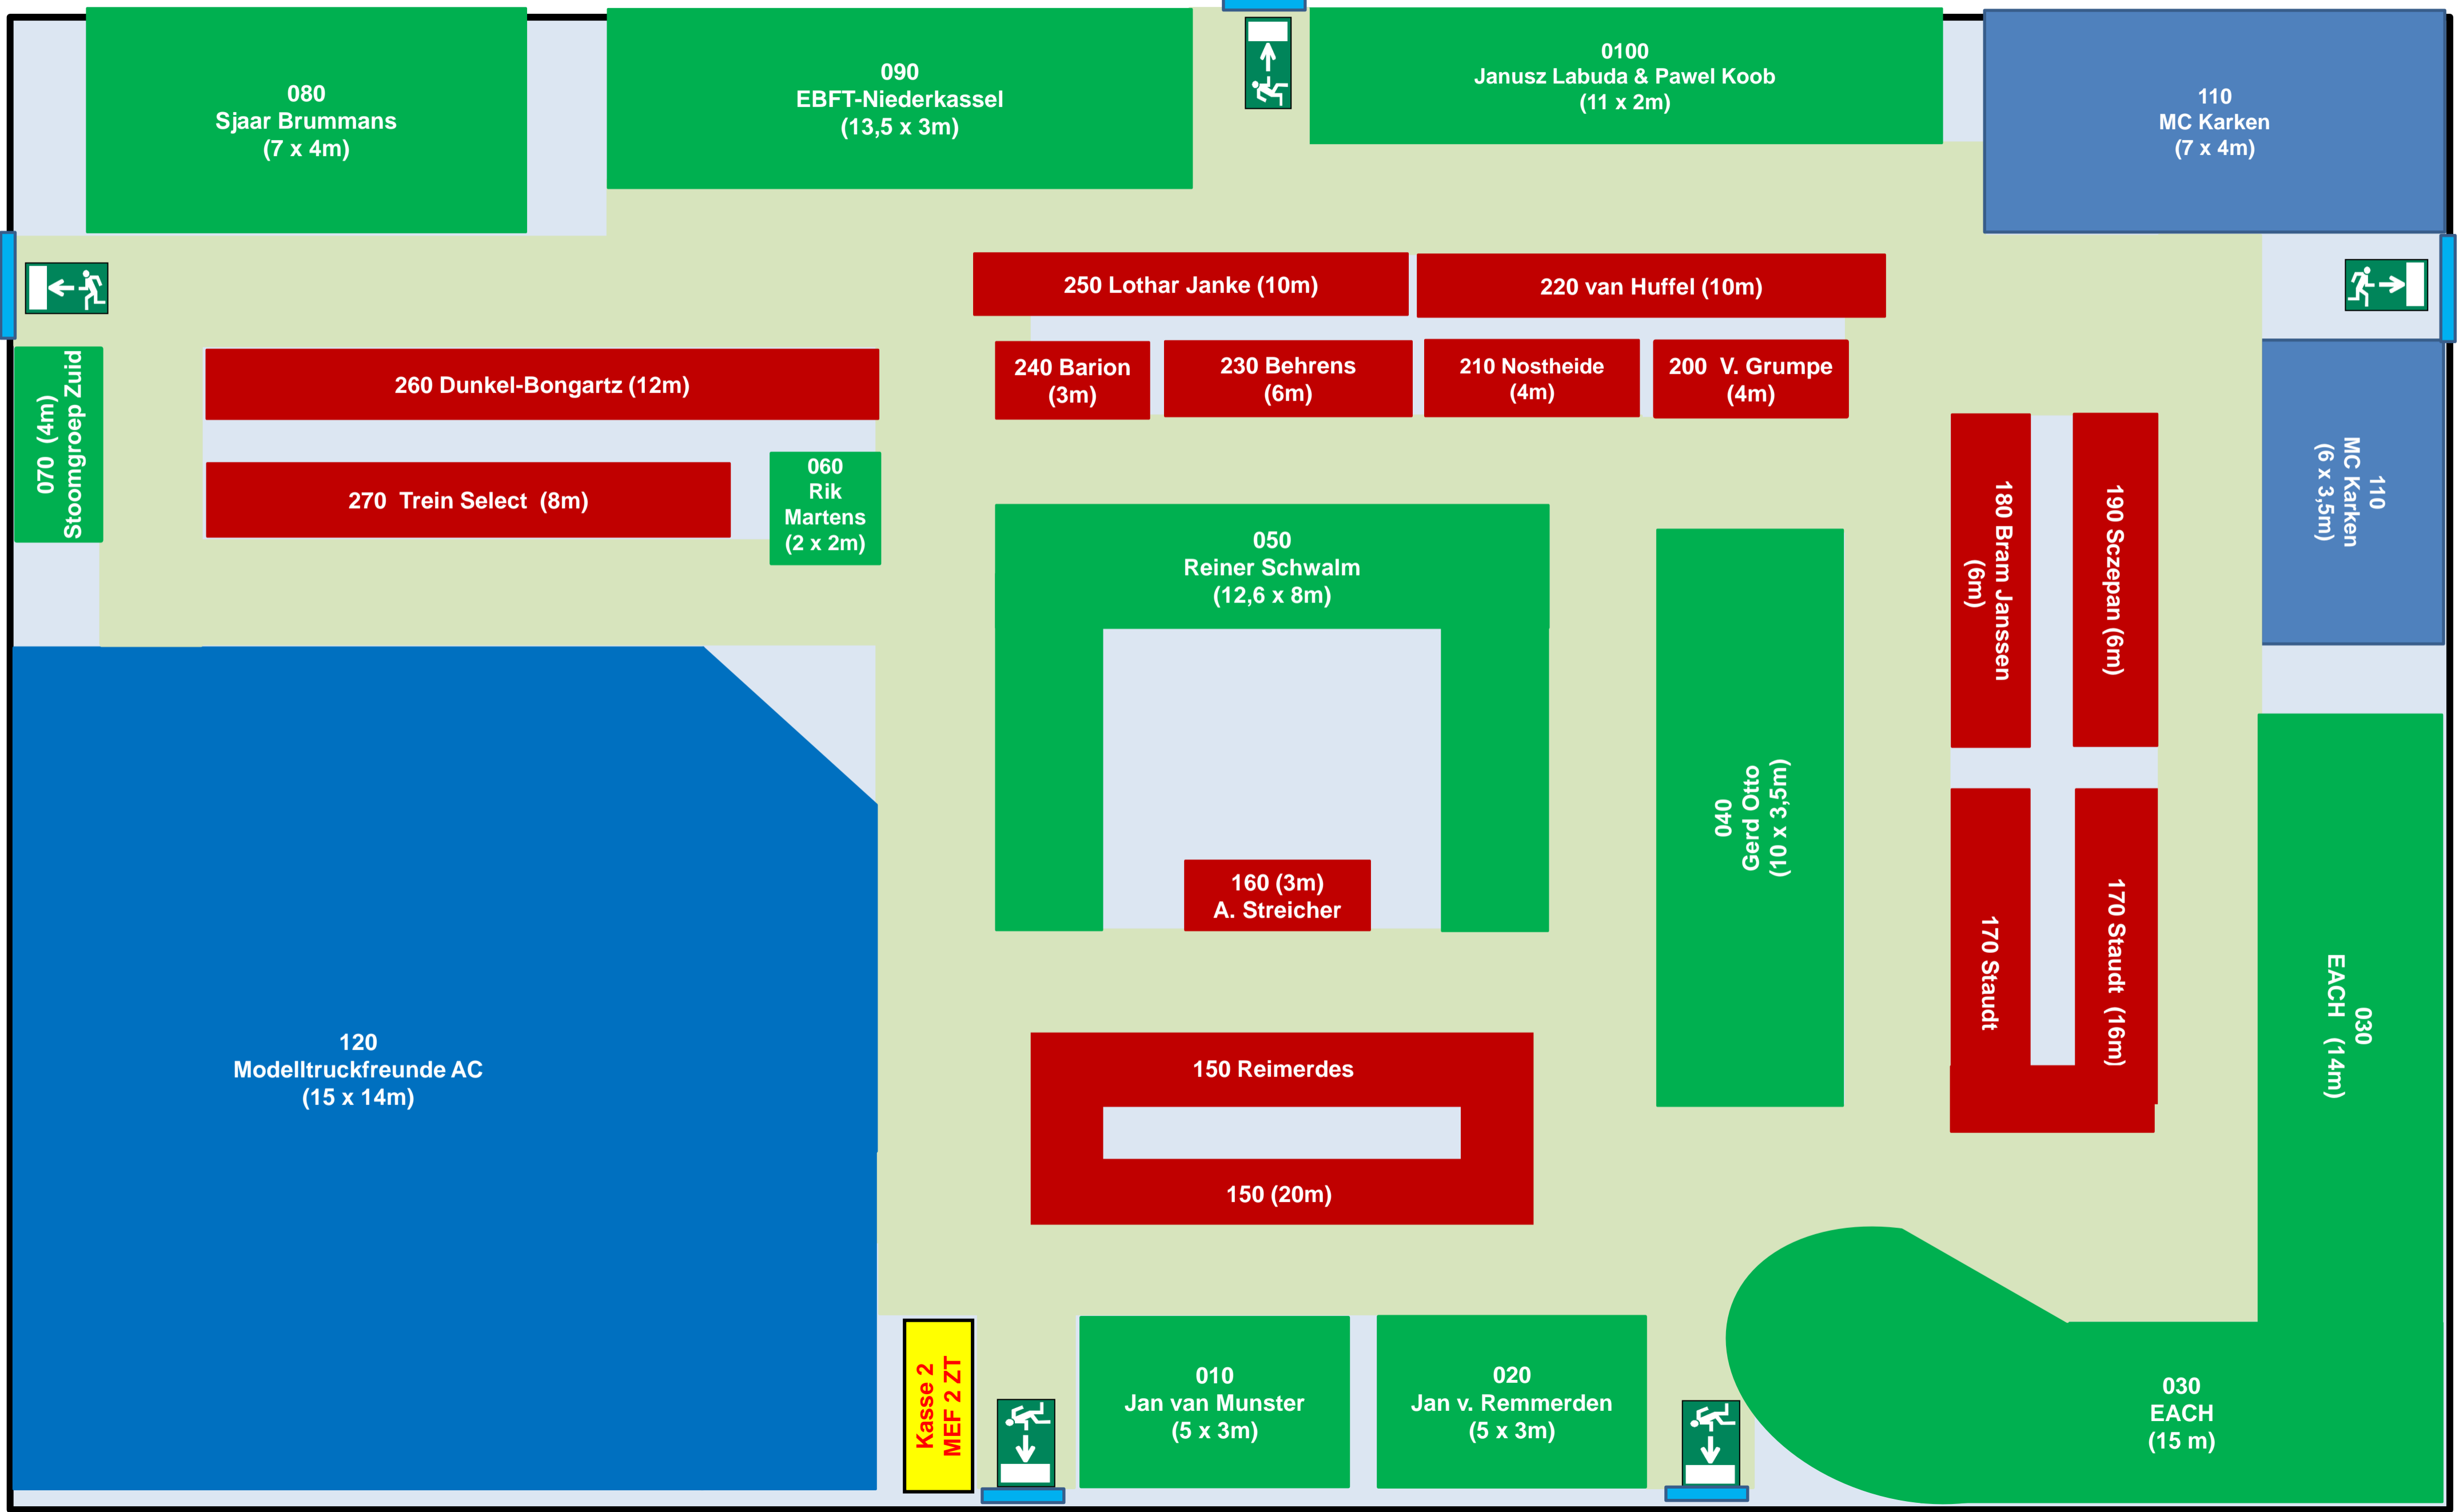 080
Sjaar Brummans
(7 x 4m)
090
EBFT-Niederkassel
(13,5 x 3m)
0100
Janusz Labuda & Pawel Koob
(11 x 2m)
110
MC Karken
(7 x 4m)
250 Lothar Janke (10m)
220 van Huffel (10m)
240 Barion
(3m)
230 Behrens
(6m)
210 Nostheide
(4m)
200  V. Grumpe
(4m)
070  (4m)
Stoomgroep Zuid
260 Dunkel-Bongartz (12m)
270  Trein Select  (8m)
060
Rik
Martens
(2 x 2m)
050
Reiner Schwalm
(12,6 x 8m)
180 Bram Janssen
(6m)
190 Sczepan (6m)
110
MC Karken
(6 x 3,5m)
040
Gerd Otto
(10 x 3,5m)
160 (3m)
A. Streicher
170 Staudt
170 Staudt  (16m)
030
EACH  (14m)
120
Modelltruckfreunde AC
(15 x 14m)
150 Reimerdes
150 (20m)
Kasse 2
MEF 2 ZT
010
Jan van Munster
(5 x 3m)
020
Jan v. Remmerden
(5 x 3m)
030
EACH
(15 m)